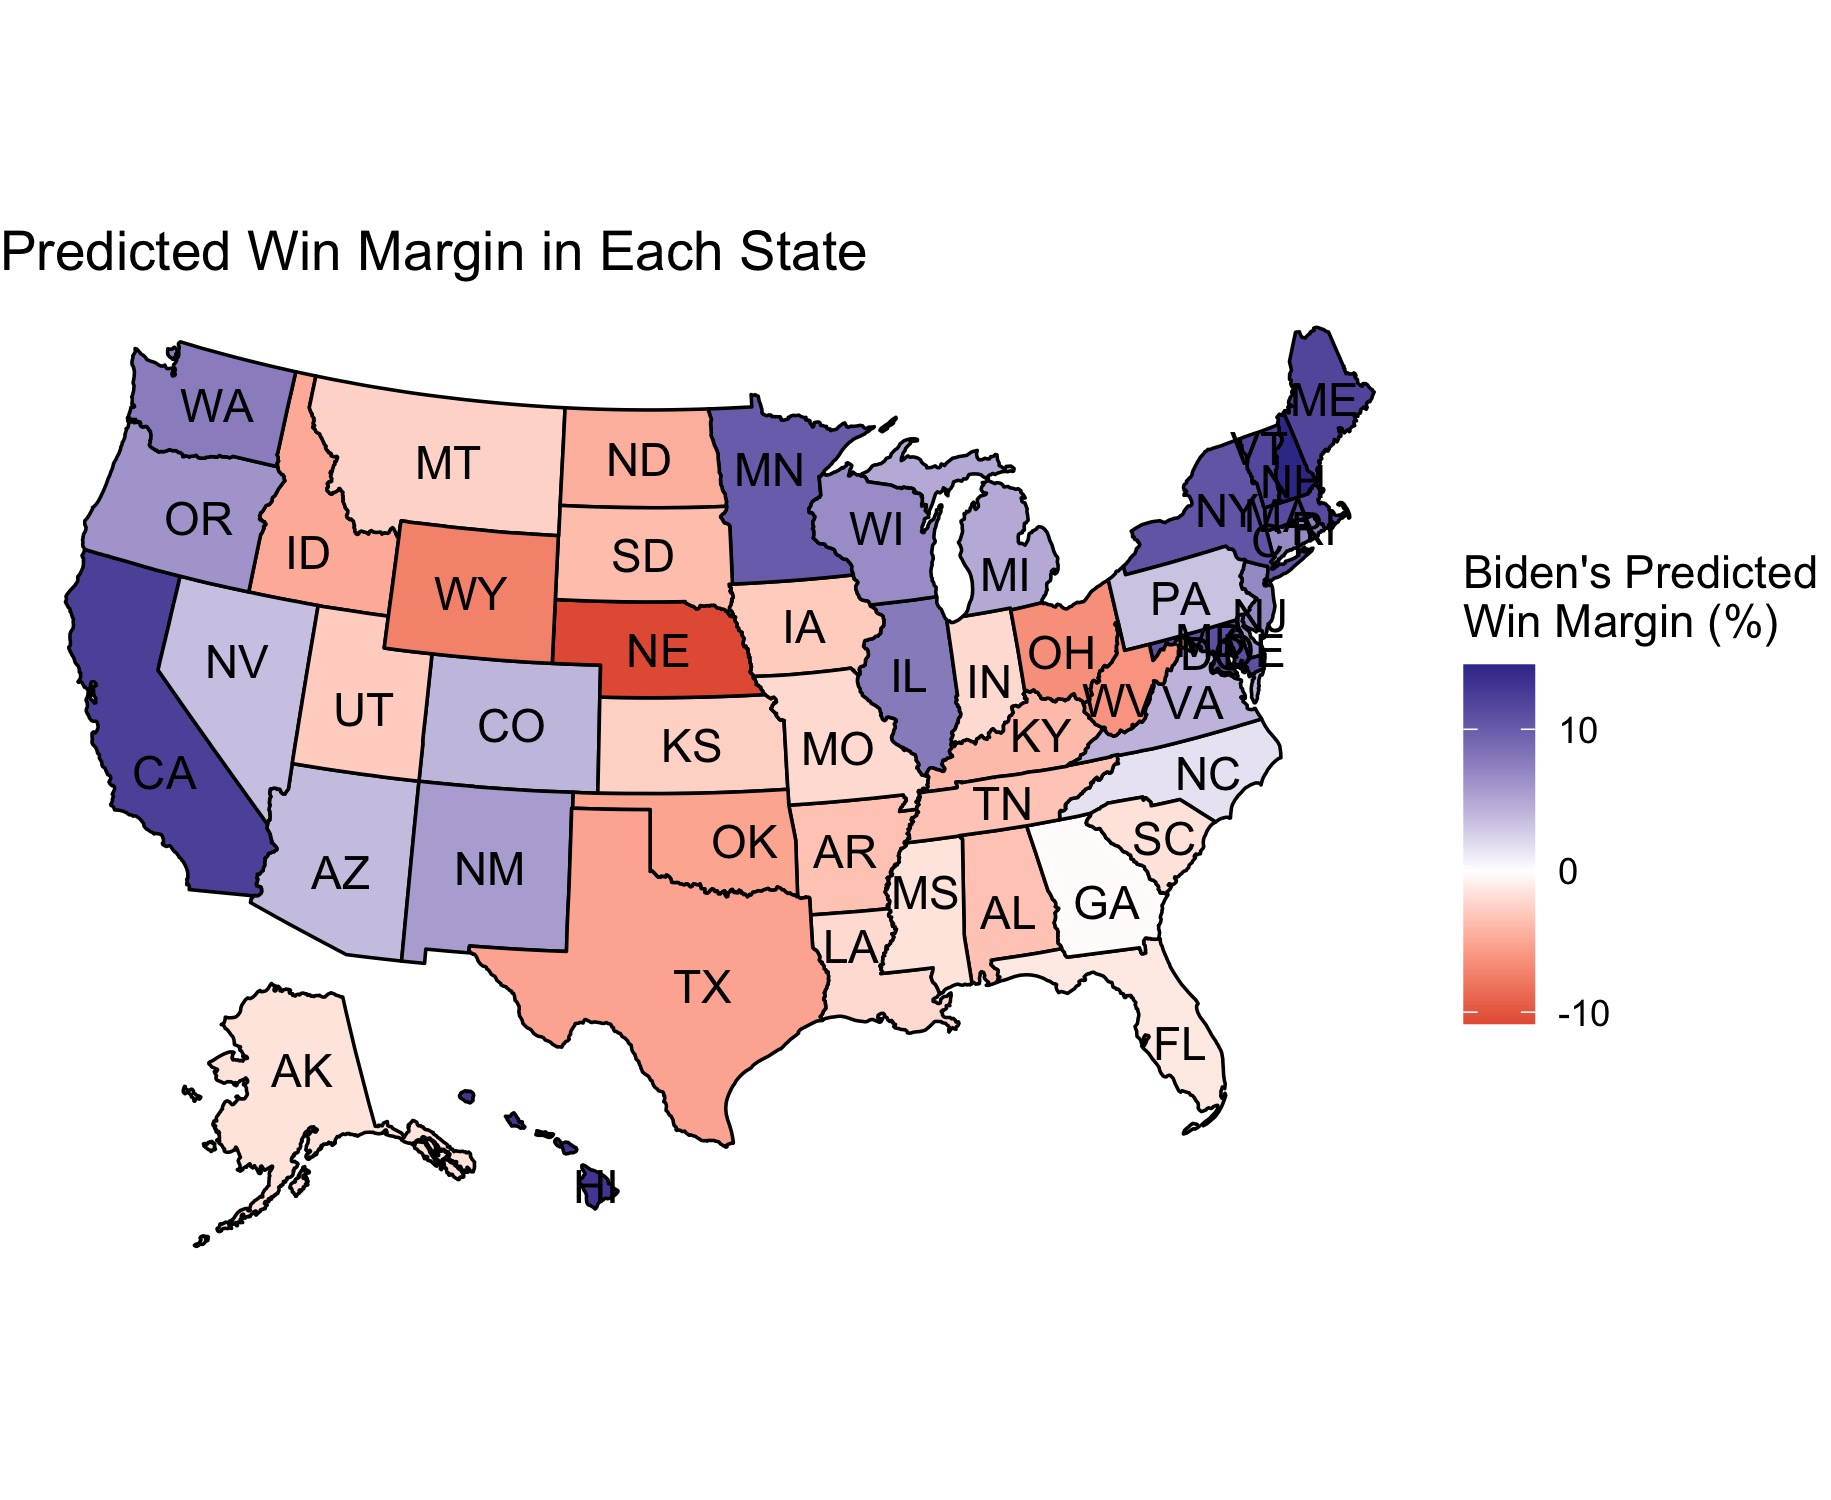 Predicted Win Margin in Each State
ME
WA
VT
MT
ND
MN
NH
OR
NY
MA
WI
RI
ID
SD
CT
MI
WY
PA
NJ
IA
NE
OH
MD
DE
DC
NV
IL
IN
WV
VA
UT
CO
KY
KS
MO
CA
NC
TN
OK
SC
AR
AZ
NM
MS
GA
AL
LA
TX
FL
AK
HI
Biden's Predicted
Win Margin (%)
10
0
-10